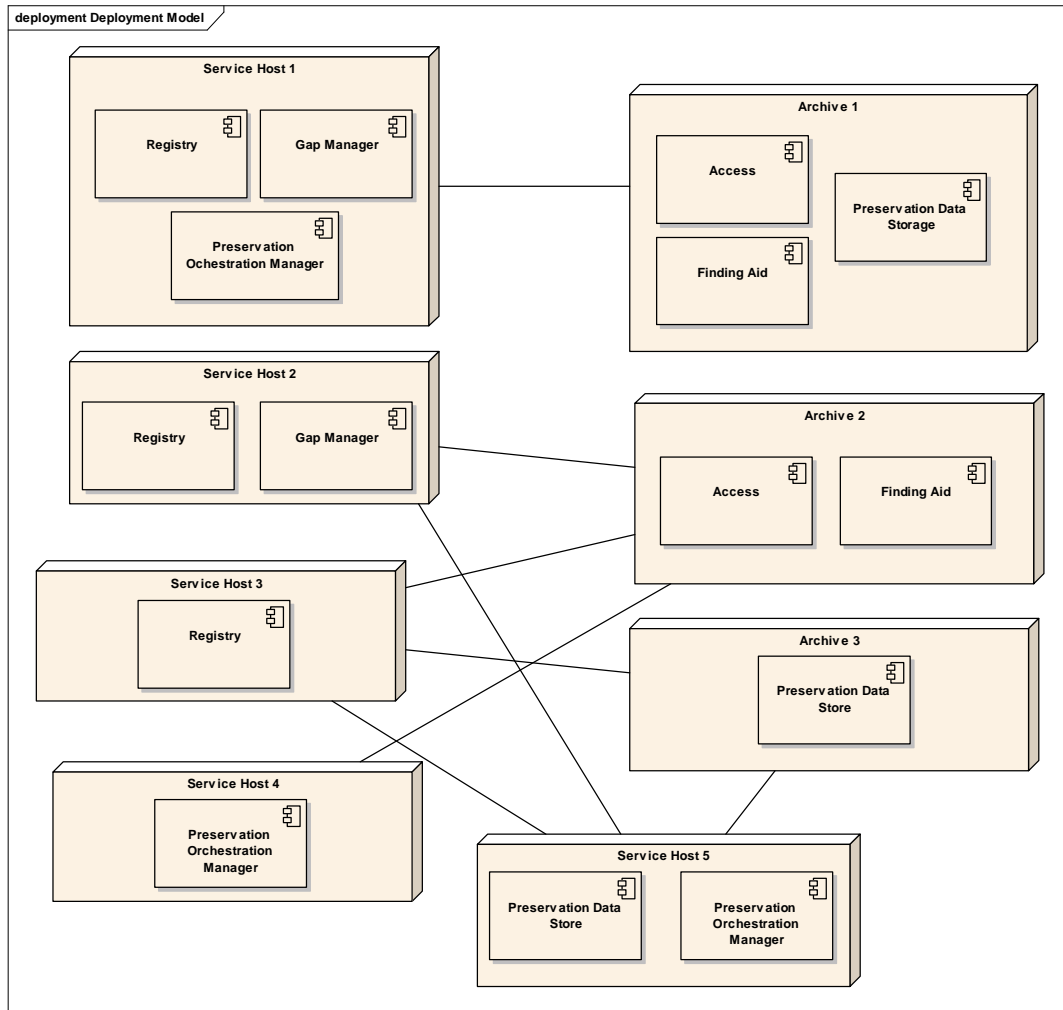 deployment Deployment Model
Service Host 1
Registry
Gap Manager
Preservation
Ochestration Manager
Archive 1
Access
Preservation Data
Storage
Finding Aid
Service Host 2
Registry
Gap Manager
Archive 2
Access
Finding Aid
Service Host 3
Registry
Archive 3
Preservation Data
Store
Service Host 4
Preservation
Orchestration
Manager
Service Host 5
Preservation Data
Store
Preservation
Orchestration
Manager